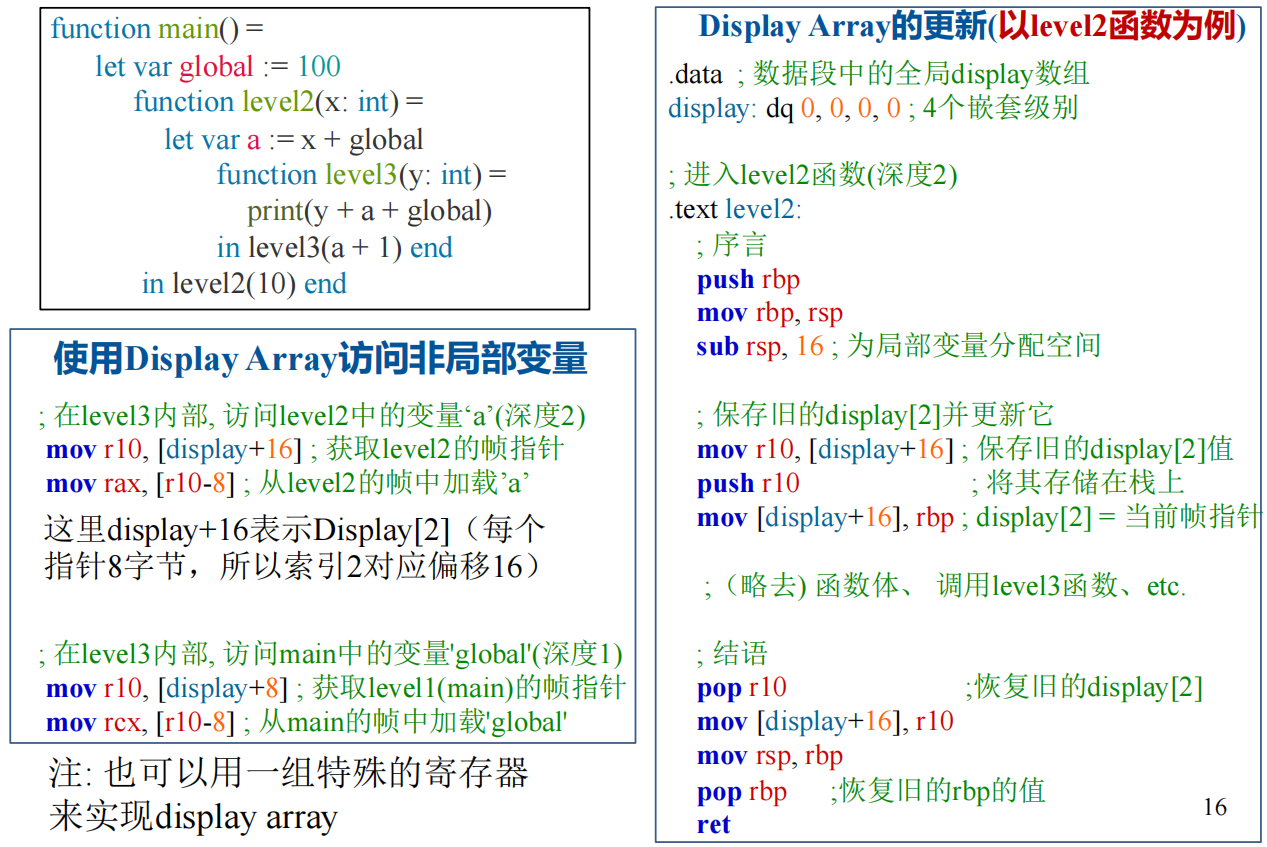 function main() =
let var global := 100
function level2(x: int) =
let var a := x + global
function level3(y: int) =
print(y + a + global)
in level3(a + 1) end
in level2(10) end
使用Display Array访问非局部变量
; 在level3内部, 访问level2中的变量‘a’(深度2)
mov r10, [display+16] ; 获取level2的帧指针
mov rax, [r10-8] ; 从level2的帧中加载’a’
这里display+16表示Display[2]（每个
指针8字节，所以索引2对应偏移16）
; 在level3内部, 访问main中的变量'global'(深度1)
mov r10, [display+8] ; 获取level1(main)的帧指针
mov rcx, [r10-8] ; 从main的帧中加载'global'
注: 也可以用一组特殊的寄存器
来实现display array
Display Array的更新(以level2函数为例)
.data ; 数据段中的全局display数组
display: dq 0, 0, 0, 0 ; 4个嵌套级别
; 进入level2函数(深度2)
.text level2:
; 序言
push rbp
mov rbp, rsp
sub rsp, 16 ; 为局部变量分配空间
; 保存旧的display[2]并更新它
mov r10, [display+16] ; 保存旧的display[2]值
push r10 ; 将其存储在栈上
mov [display+16], rbp ; display[2] = 当前帧指针
;（略去) 函数体、 调用level3函数、etc.
; 结语
pop r10 ;恢复旧的display[2]
mov [display+16], r10
mov rsp, rbp
pop rbp ;恢复旧的rbp的值
ret
16